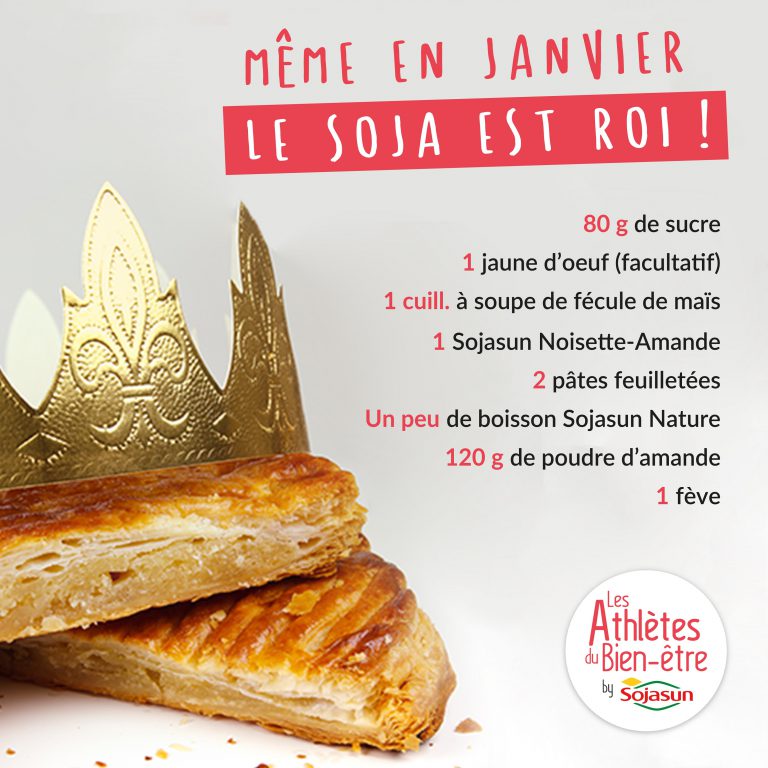 MÊME EN JANVIER
LE SOJA EST ROI !
80 g de sucre
1 jaune d’oeuf (facultatif)
1 cuill. à soupe de fécule de maïs
1 Sojasun Noisette-Amande
2 pâtes feuilletées
Un peu de boisson Sojasun Nature
120 g de poudre d’amande
1 fève
Les
Athlètes
du Bien-être
by Sojasun